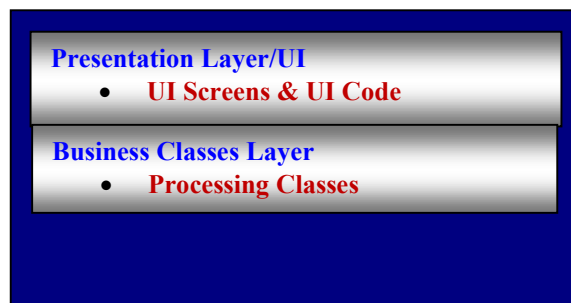 Presentation Layer/UI
• UI Screens & UI Code
Business Classes Layer
• Processing Classes